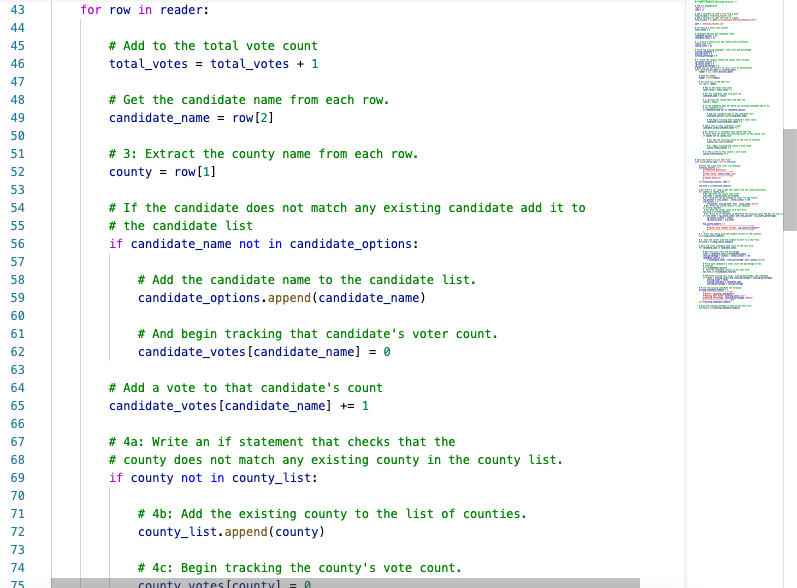 43 for row in reader:
44
45 # Add to the total vote count
46 total_votes = total_votes + 1
47
48 # Get the candidate name from each row.
49 candidate_name = row[2]
50
51 # 3: Extract the county name from each row.
52 county = row[1]
53
54 # If the candidate does not match any existing candidate add it to
55 # the candidate list
56 if candidate_name not in candidate_options:
57
58 # Add the candidate name to the candidate list.
59 candidate_options.append(candidate_name)
60
61 # And begin tracking that candidate's voter count.
62 candidate_votes[candidate_name] = 0
63
64 # Add a vote to that candidate's count
65 candidate_votes[candidate_name] += 1
66
67 # 4a: Write an if statement that checks that the
68 # county does not match any existing county in the county list.
69 if county not in county_list:
70
71 # 4b: Add the existing county to the list of counties.
72 county_list.append(county)
73
74 # 4c: Begin tracking the county's vote count.
75 county_votes[county] = 0